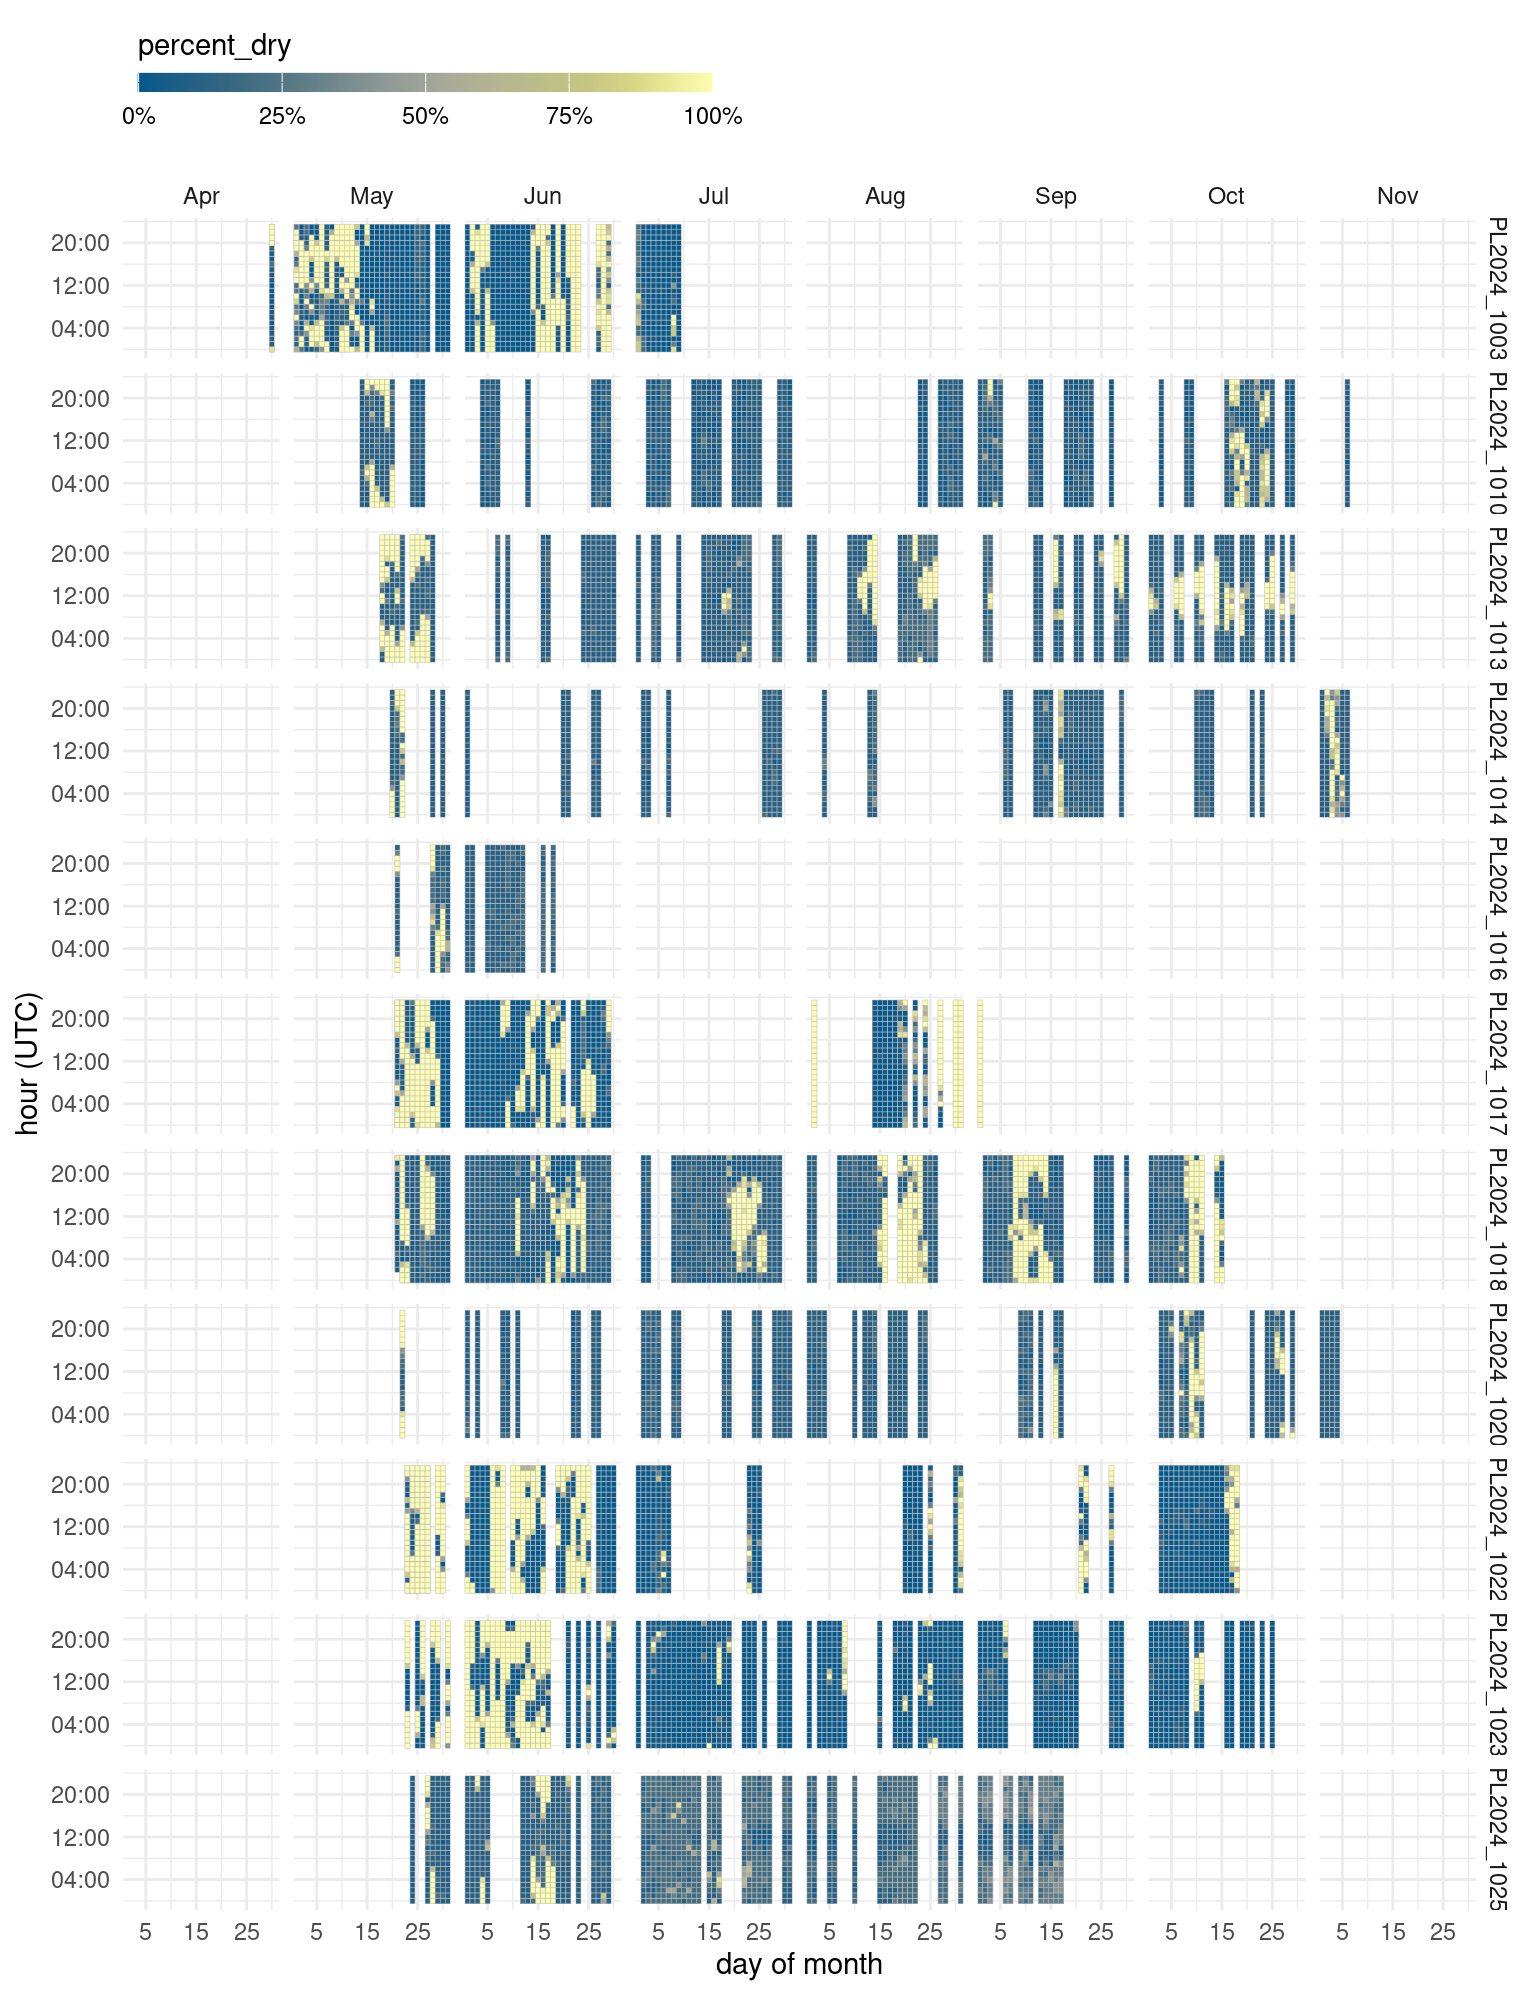 percent_dry
0% 25% 50% 75% 100%
Apr May Jun Jul Aug Sep Oct Nov
20:00
12:00
04:00
PL2024_1003
20:00
12:00
04:00
PL2024_1010
20:00
12:00
04:00
PL2024_1013
20:00
12:00
04:00
PL2024_1014
20:00
12:00
04:00
PL2024_1016
hour (UTC)
20:00
12:00
04:00
PL2024_1017
20:00
12:00
04:00
PL2024_1018
20:00
12:00
04:00
PL2024_1020
20:00
12:00
04:00
PL2024_1022
20:00
12:00
04:00
PL2024_1023
20:00
12:00
04:00
PL2024_1025
5 15 25 5 15 25 5 15 25 5 15 25 5 15 25 5 15 25 5 15 25 5 15 25
day of month